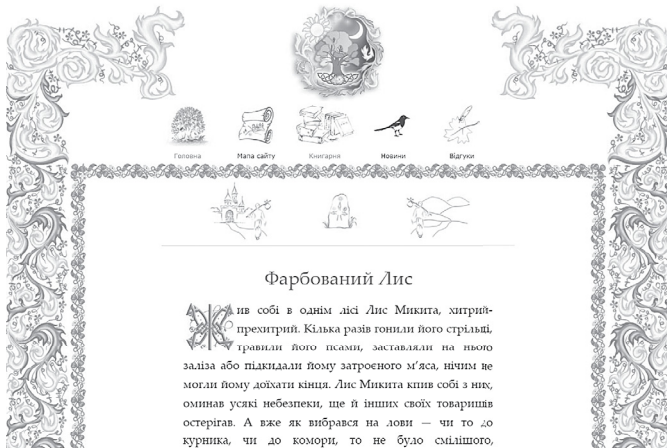 Головна
Мапа сайту
Книгарня
Новини
Відгуки
Фарбований Лис
Жив собі в однім лісі Лис Микита, хитрий-
прехитрий. Кілька разів гонили його стрільці,
травили його псами, заставляли на нього
заліза або підкидали йому затроєного м’яса, нічим не
могли йому доїхати кінця. Лис Микита кпив собі з них,
оминав усякі небезпеки, ще й інших своїх товаришів
остерігав. А вже як вибрався на лови — чи то до
курника, чи до комори, то не було смілішого,